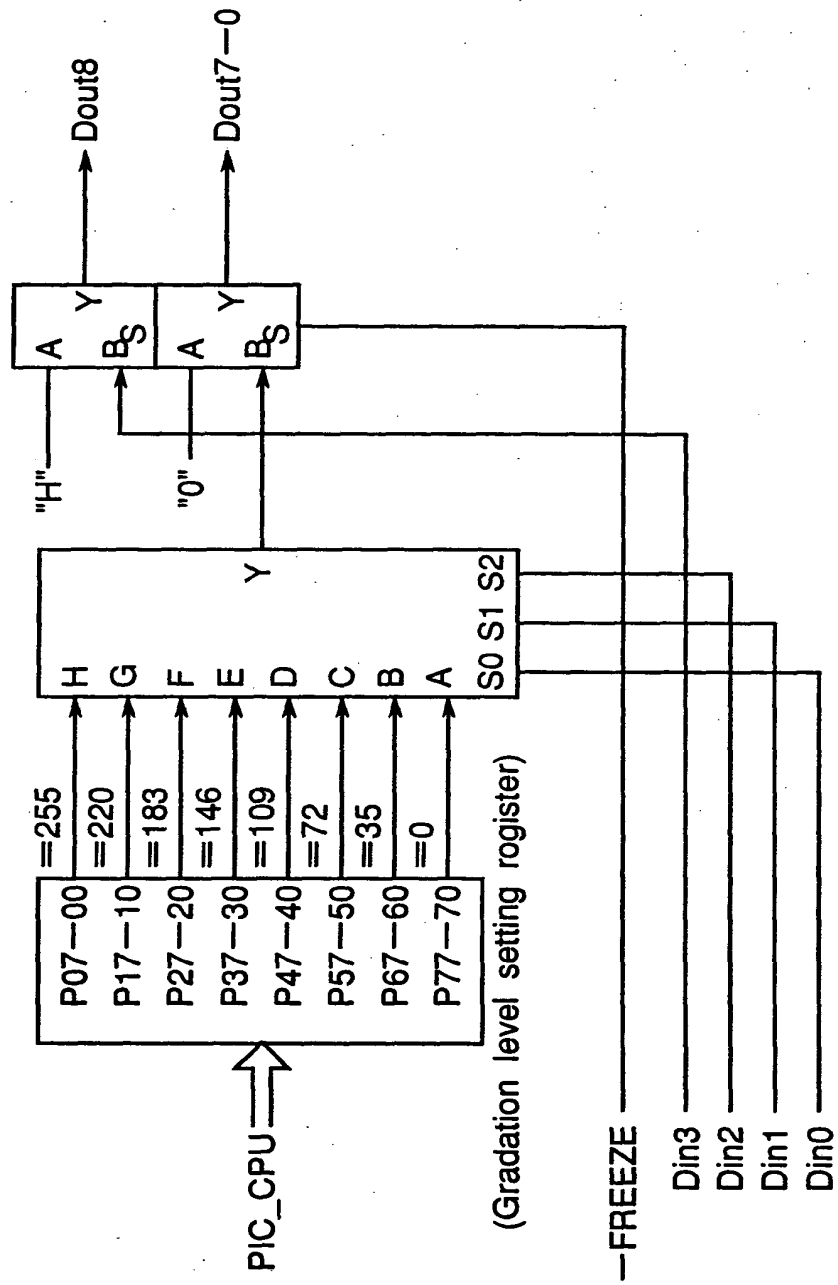 PIC_CPU
P07—00
P17—10
P27—20
P37—30
P47—40
P57—50
P67—60
P77—70
=255
=220
=183
=146
=109
=72
=35
=0
(Gradation level setting rogister)
H
G
F
E
D
C
B
A
S0 S1 S2
Y
"H"
"0"
A
B
S
Y
A
B
S
Y
Dout8
Dout7—0
—FREEZE
Din3
Din2
Din1
Din0